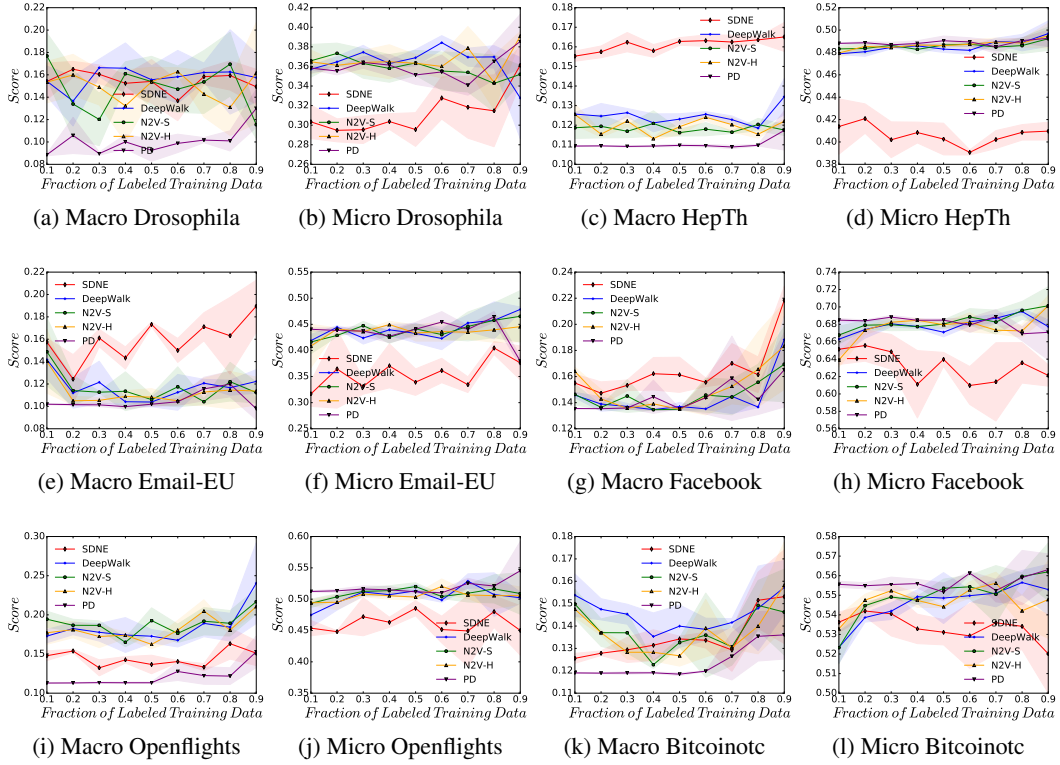 0.20
0.18
0.16
0.14
0.12
0.10
0.08
Score
SDNE
DeepWalk
N2V-S
N2V-H
PD
0.1 0.2 0.3 0.4 0.5 0.6 0.7 0.8 0.9
Fraction of Labeled Training Data
(a) Macro Drosophila
0.42
0.40
0.38
0.36
0.34
0.32
0.30
0.28
0.26
Score
SDNE
DeepWalk
N2V-S
N2V-H
PD
0.1 0.2 0.3 0.4 0.5 0.6 0.7 0.8 0.9
Fraction of Labeled Training Data
(b) Micro Drosophila
0.18
0.17
0.16
0.15
0.14
0.13
0.12
0.11
0.10
Score
SDNE
DeepWalk
N2V-S
N2V-H
PD
0.1 0.2 0.3 0.4 0.5 0.6 0.7 0.8 0.9
Fraction of Labeled Training Data
(c) Macro HepTh
0.52
0.50
0.48
0.46
0.44
0.42
0.40
0.38
Score
SDNE
DeepWalk
N2V-S
N2V-H
PD
0.1 0.2 0.3 0.4 0.5 0.6 0.7 0.8 0.9
Fraction of Labeled Training Data
(d) Micro HepTh
0.22
0.20
0.18
0.16
0.14
0.12
0.10
0.08
Score
SDNE
DeepWalk
N2V-S
N2V-H
PD
0.1 0.2 0.3 0.4 0.5 0.6 0.7 0.8 0.9
Fraction of Labeled Training Data
(e) Macro Email-EU
0.55
0.50
0.45
0.40
0.35
0.30
0.25
Score
SDNE
DeepWalk
N2V-S
N2V-H
PD
0.1 0.2 0.3 0.4 0.5 0.6 0.7 0.8 0.9
Fraction of Labeled Training Data
(f) Micro Email-EU
0.24
0.22
0.20
0.18
0.16
0.14
0.12
Score
SDNE
DeepWalk
N2V-S
N2V-H
PD
0.1 0.2 0.3 0.4 0.5 0.6 0.7 0.8 0.9
Fraction of Labeled Training Data
(g) Macro Facebook
0.74
0.72
0.70
0.68
0.66
0.64
0.62
0.60
0.58
0.56
Score
SDNE
DeepWalk
N2V-S
N2V-H
PD
0.1 0.2 0.3 0.4 0.5 0.6 0.7 0.8 0.9
Fraction of Labeled Training Data
(h) Micro Facebook
0.30
0.25
0.20
0.15
0.10
Score
SDNE
DeepWalk
N2V-S
N2V-H
PD
0.1 0.2 0.3 0.4 0.5 0.6 0.7 0.8 0.9
Fraction of Labeled Training Data
(i) Macro Openflights
0.60
0.55
0.50
0.45
0.40
0.35
Score
SDNE
DeepWalk
N2V-S
N2V-H
PD
0.1 0.2 0.3 0.4 0.5 0.6 0.7 0.8 0.9
Fraction of Labeled Training Data
(j) Micro Openflights
0.18
0.17
0.16
0.15
0.14
0.13
0.12
0.11
Score
SDNE
DeepWalk
N2V-S
N2V-H
PD
0.1 0.2 0.3 0.4 0.5 0.6 0.7 0.8 0.9
Fraction of Labeled Training Data
(k) Macro Bitcoinotc
0.58
0.57
0.56
0.55
0.54
0.53
0.52
0.51
0.50
Score
SDNE
DeepWalk
N2V-S
N2V-H
PD
0.1 0.2 0.3 0.4 0.5 0.6 0.7 0.8 0.9
Fraction of Labeled Training Data
(l) Micro Bitcoinotc